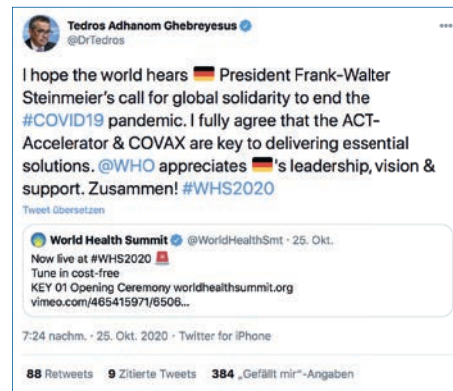 Tedros Adhanom Ghebreyesus
@DrTedros
I hope the world hears 🇩🇪 President Frank-Walter
Steinmeier's call for global solidarity to end the
#COVID19 pandemic. I fully agree that the ACT-
Accelerator & COVAX are key to delivering essential
solutions. @WHO appreciates 🇩🇪's leadership, vision &
support. Zusammen! #WHS2020
Tweet übersetzen
World Health Summit @WorldHealthSmt · 25. Okt.
Now live at #WHS2020 🚨
Tune in cost-free
KEY 01 Opening Ceremony worldhealthsummit.org
vimeo.com/465415971/6506...
7:24 nachm. · 25. Okt. 2020 · Twitter for iPhone
88 Retweets 9 Zitierte Tweets 384 „Gefällt mir“-Angaben